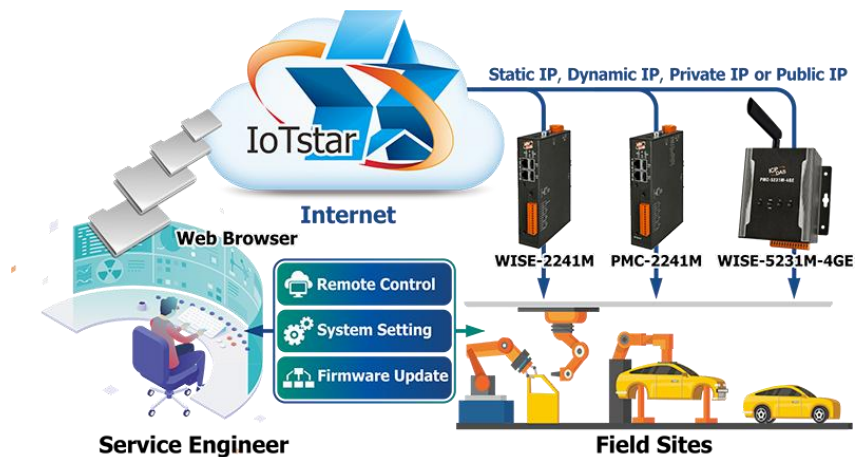 IoTstar
Static IP, Dynamic IP, Private IP or Public IP
Internet
Web Browser
WISE-2241M
PMC-2241M
WISE-5231M-4GE
Remote Control
System Setting
Firmware Update
Service Engineer
Field Sites